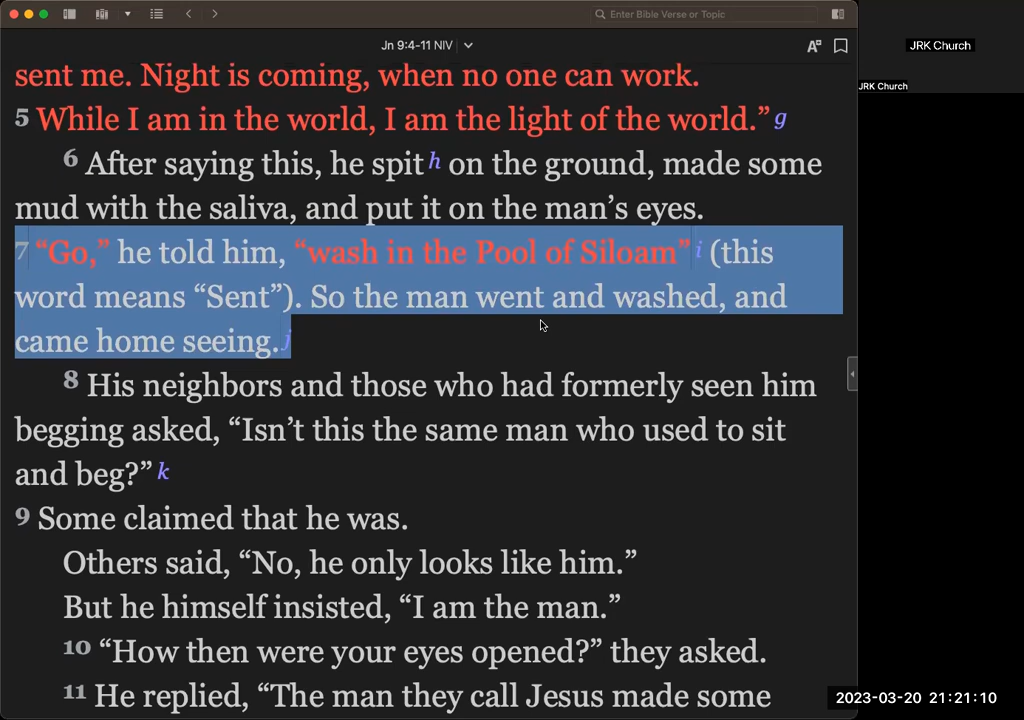 Enter Bible Verse or Topic
Jn 9:4-11 NIV
JRK Church
JRK Church
sent me. Night is coming, when no one can work.
5 While I am in the world, I am the light of the world.” g
6 After saying this, he spit h on the ground, made some
mud with the saliva, and put it on the man’s eyes.
7 “Go,” he told him, “wash in the Pool of Siloam” i (this
word means “Sent”). So the man went and washed, and
came home seeing. j
8 His neighbors and those who had formerly seen him
begging asked, “Isn’t this the same man who used to sit
and beg?” k
9 Some claimed that he was.
Others said, “No, he only looks like him.”
But he himself insisted, “I am the man.”
10 “How then were your eyes opened?” they asked.
11 He replied, “The man they call Jesus made some
2023-03-20 21:21:10